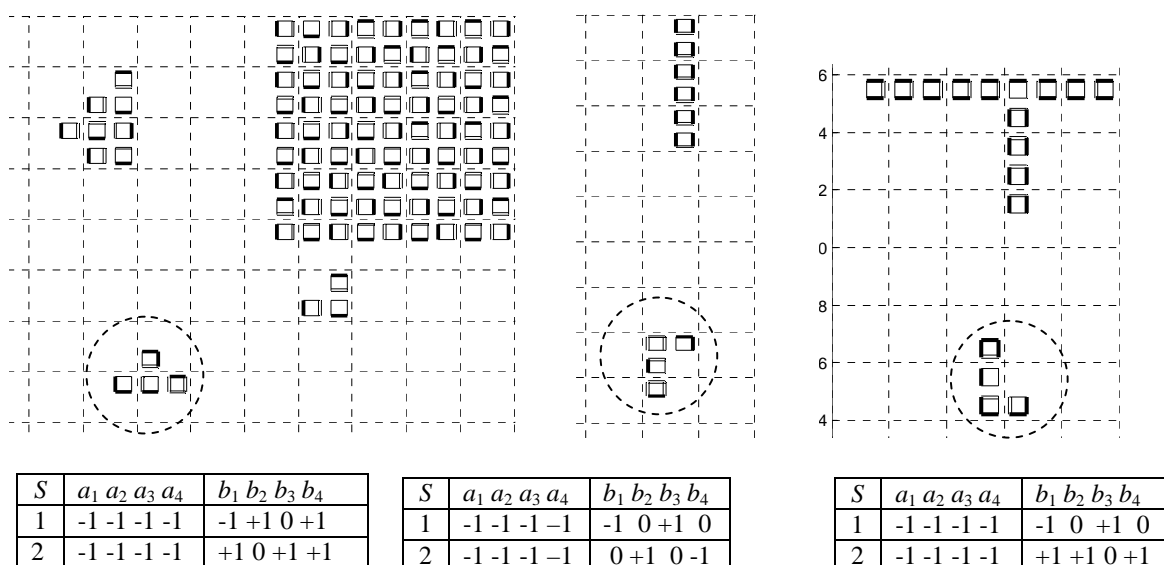 6
4
2
0
8
6
4
S a1 a2 a3 a4 b1 b2 b3 b4
1 -1 -1 -1 -1 -1 +1 0 +1
2 -1 -1 -1 -1 +1 0 +1 +1
S a1 a2 a3 a4 b1 b2 b3 b4
1 -1 -1 -1 –1 -1 0 +1 0
2 -1 -1 -1 –1 0 +1 0 -1
S a1 a2 a3 a4 b1 b2 b3 b4
1 -1 -1 -1 -1 -1 0 +1 0
2 -1 -1 -1 -1 +1 +1 0 +1